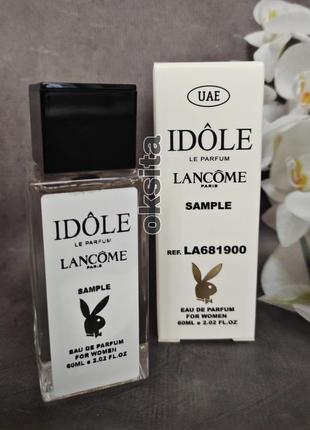 IDÔLE
LE PARFUM
LANCÔME
PARIS
SAMPLE
EAU DE PARFUM
FOR WOMEN
60ML e 2.02 FL.OZ
oksita
UAE
IDÔLE
LE PARFUM
LANCÔME
PARIS
SAMPLE
REF. LA681900
EAU DE PARFUM
FOR WOMEN
60ML e 2.02 FL.OZ